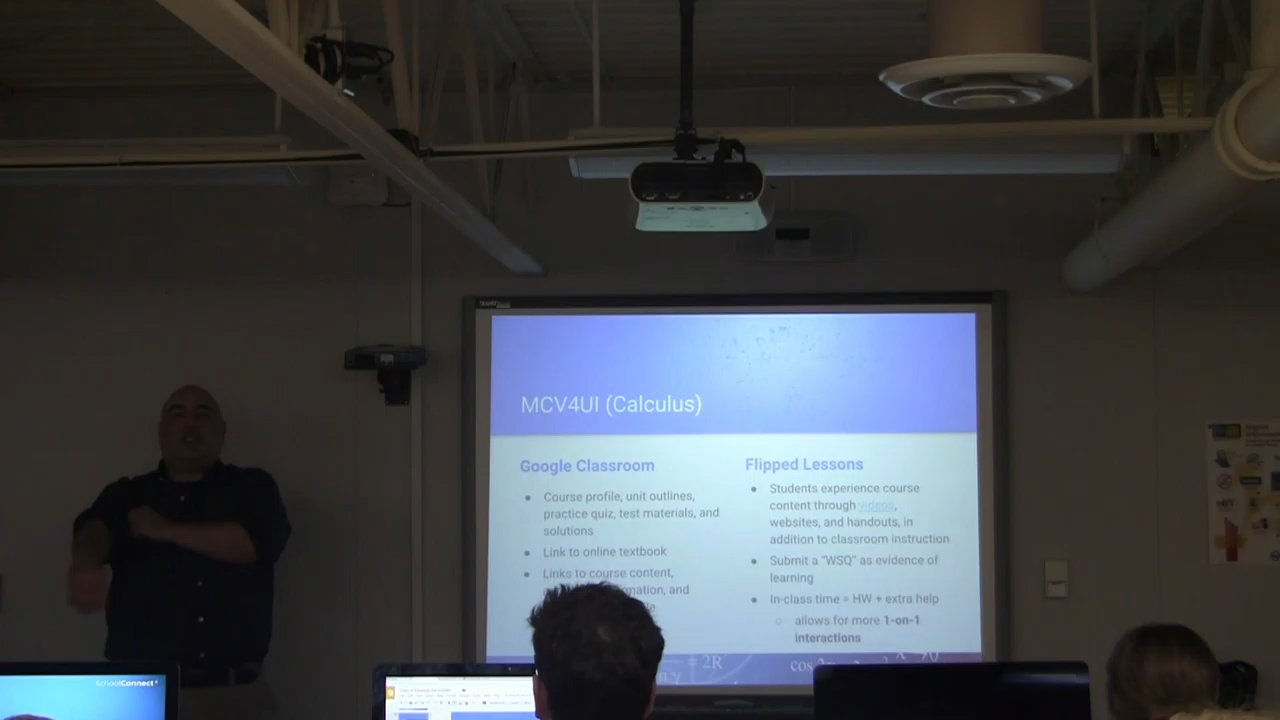 MCV4UI (Calculus)
Google Classroom
Course profile, unit outlines,
practice quiz, test materials, and
solutions
Link to online textbook
Links to course content,
and
Flipped Lessons
Students experience course
content through videos,
websites, and handouts, in
addition to classroom instruction
Submit a “WSQ” as evidence of
learning
In-class time = HW + extra help
allows for more 1-on-1
interactions
= 2R
cos
SchoolConnect